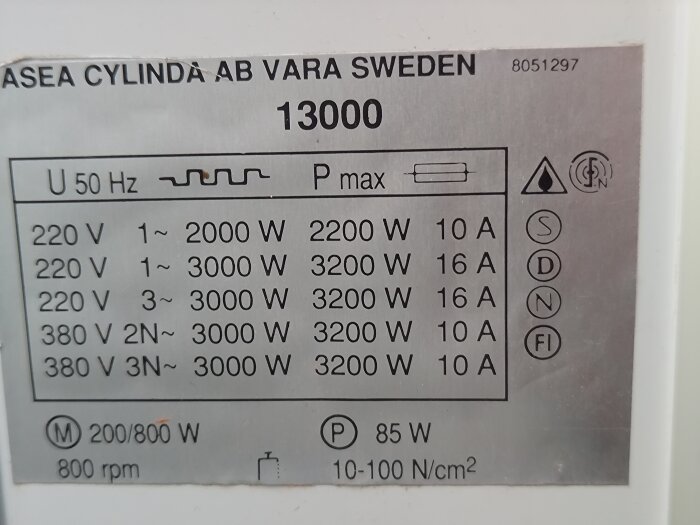 ASEA CYLINDA AB VARA SWEDEN 8051297
13000
U 50 Hz P max
220 V 1~ 2000 W 2200 W 10 A
220 V 1~ 3000 W 3200 W 16 A
220 V 3~ 3000 W 3200 W 16 A
380 V 2N~ 3000 W 3200 W 10 A
380 V 3N~ 3000 W 3200 W 10 A
N
S
D
N
FI
M 200/800 W P 85 W
800 rpm 10-100 N/cm²